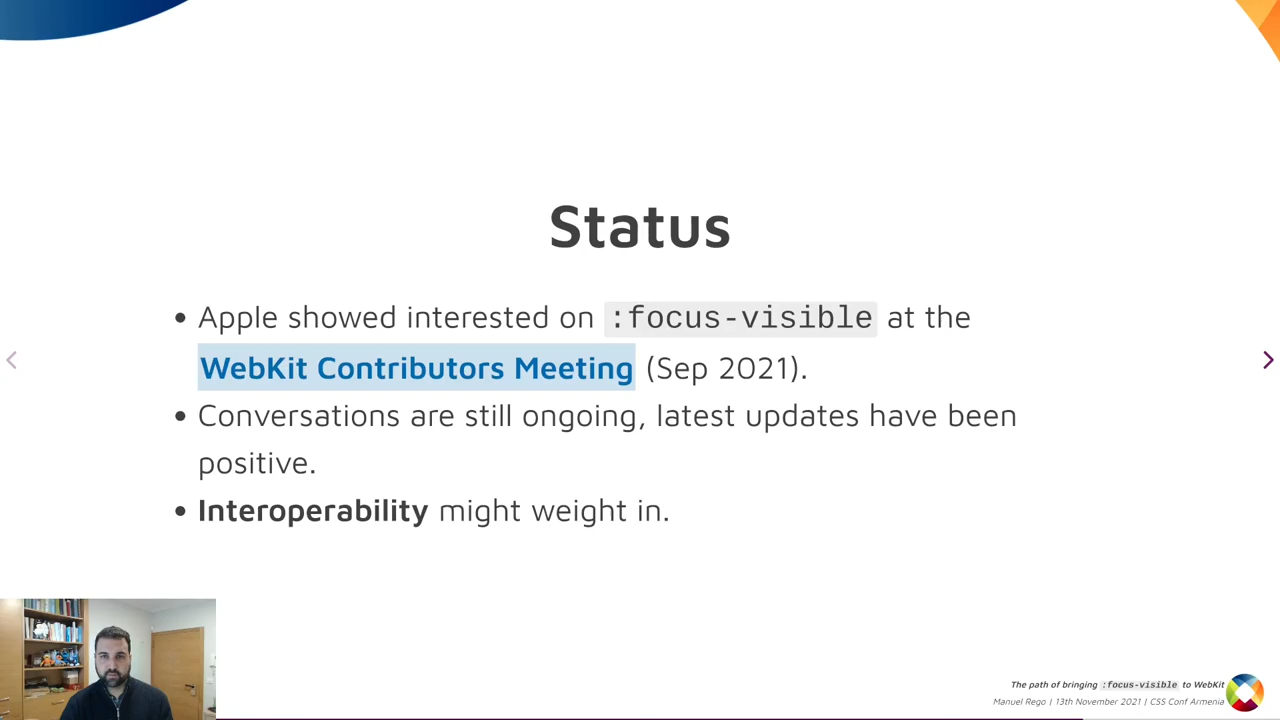 Status
• Apple showed interested on :focus-visible at the
WebKit Contributors Meeting (Sep 2021).
• Conversations are still ongoing, latest updates have been
positive.
• Interoperability might weight in.
The path of bringing :focus-visible to WebKit
Manuel Rego | 13th November 2021 | CSS Conf Armenia